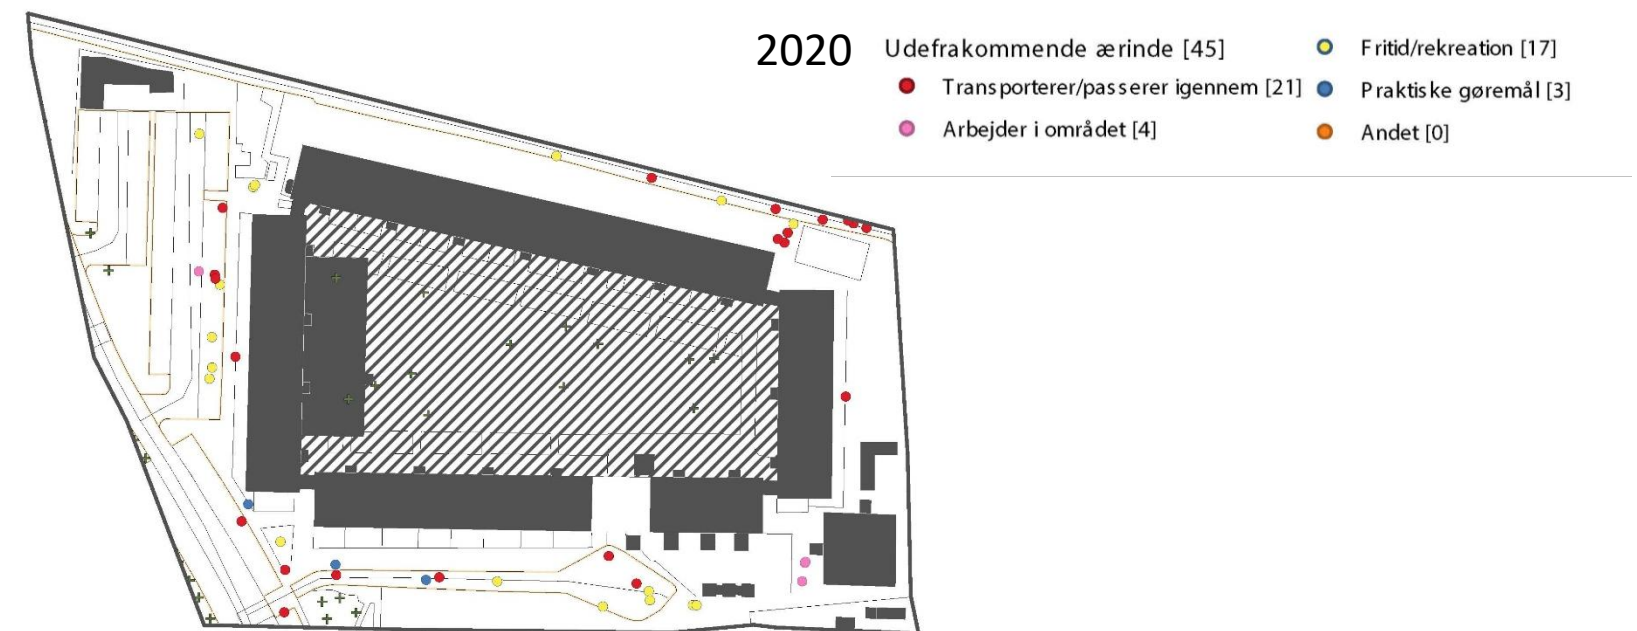 2020
Udefrakommende ærinde [45]
Transporterer/passerer igennem [21]
Arbejder i området [4]
Fritid/rekreation [17]
Praktiske gøremål [3]
Andet [0]